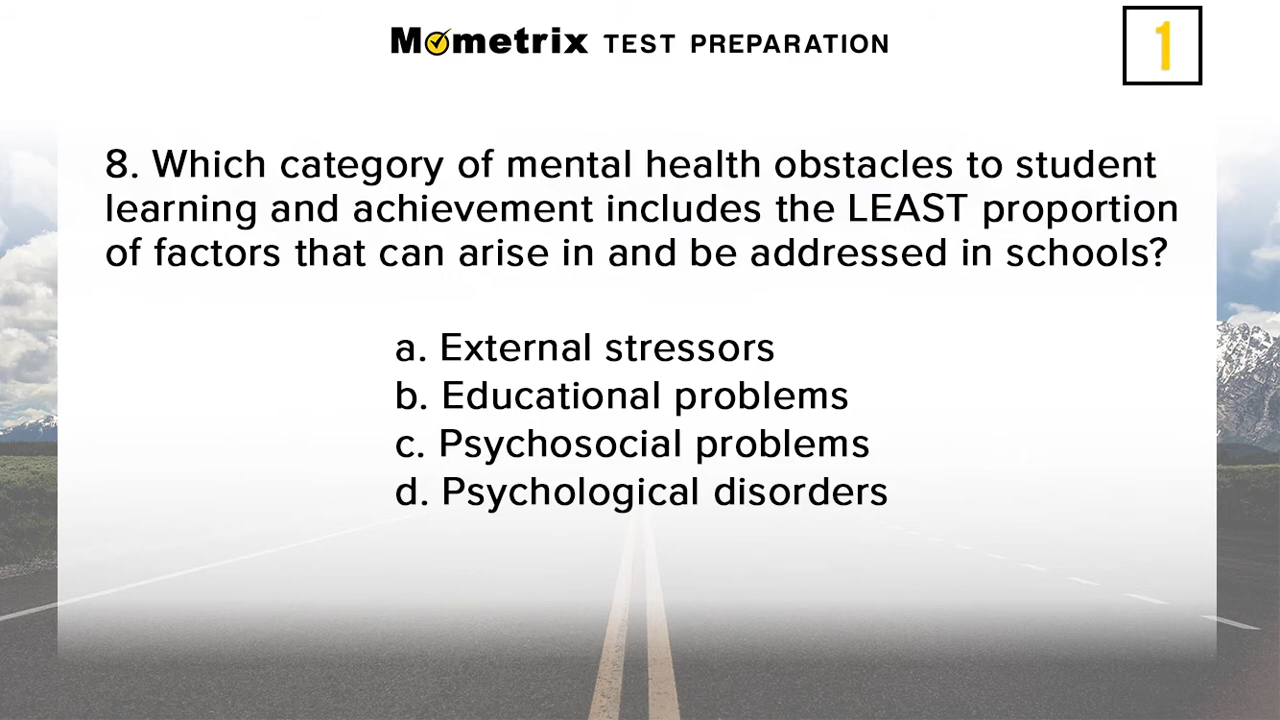 Mometrix TEST PREPARATION
1
8. Which category of mental health obstacles to student
learning and achievement includes the LEAST proportion
of factors that can arise in and be addressed in schools?
a. External stressors
b. Educational problems
c. Psychosocial problems
d. Psychological disorders